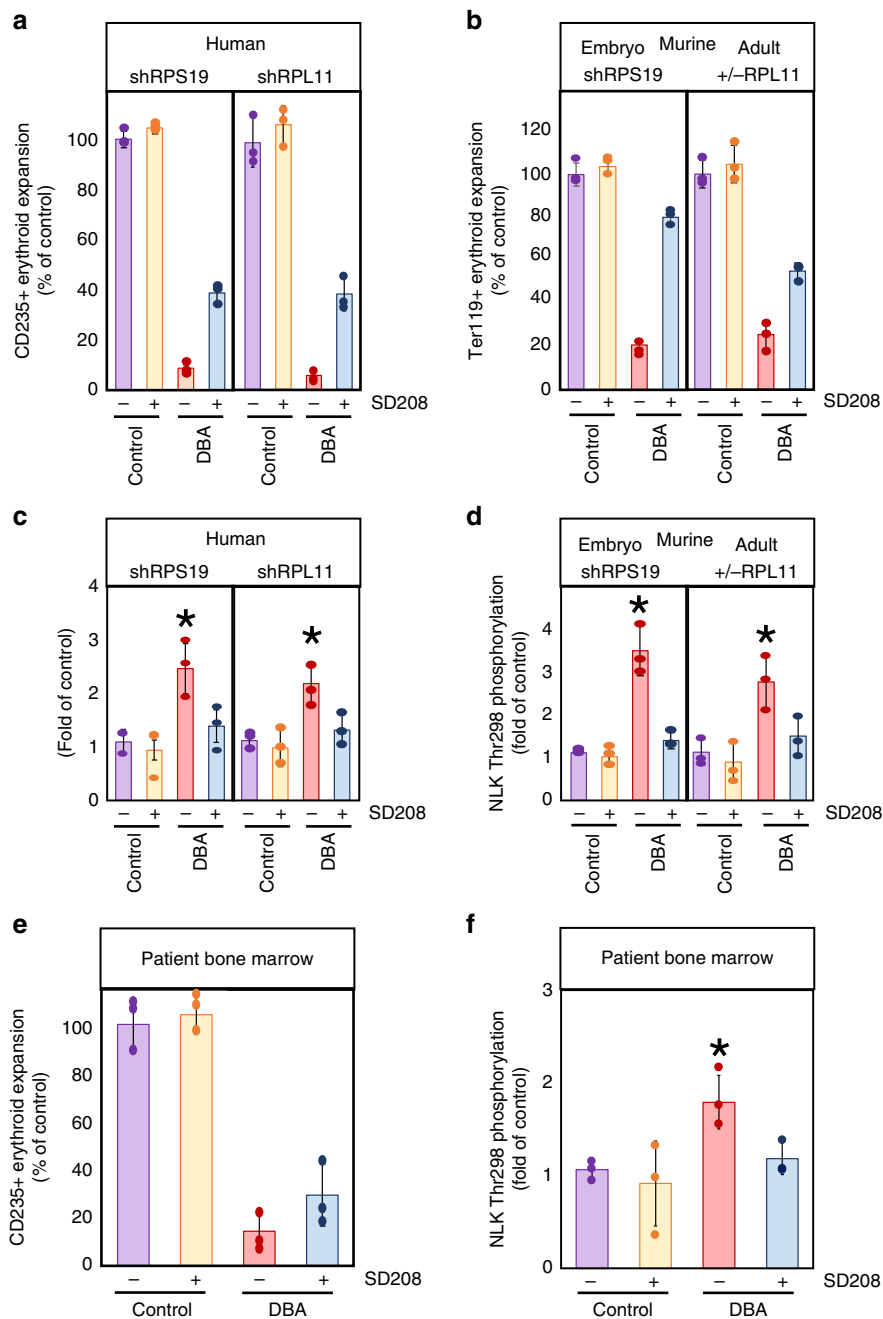 a
Human
shRPS19 shRPL11
CD235+ erythroid expansion
(% of control)
100
80
60
40
20
0
– + – + – + – + SD208
Control DBA Control DBA
b
Embryo Murine Adult
shRPS19 +/–RPL11
Ter119+ erythroid expansion
(% of control)
120
100
80
60
40
20
0
– + – + – + – + SD208
Control DBA Control DBA
c
Human
shRPS19 shRPL11
(Fold of control)
4
3
2
1
0
* *
– + – + – + – + SD208
Control DBA Control DBA
d
Embryo Murine Adult
shRPS19 +/–RPL11
NLK Thr298 phosphorylation
(fold of control)
4
3
2
1
0
* *
– + – + – + – + SD208
Control DBA Control DBA
e
Patient bone marrow
CD235+ erythroid expansion
(% of control)
100
80
60
40
20
0
– + – + SD208
Control DBA
f
Patient bone marrow
NLK Thr298 phosphorylation
(fold of control)
3
2
1
0
*
– + – + SD208
Control DBA